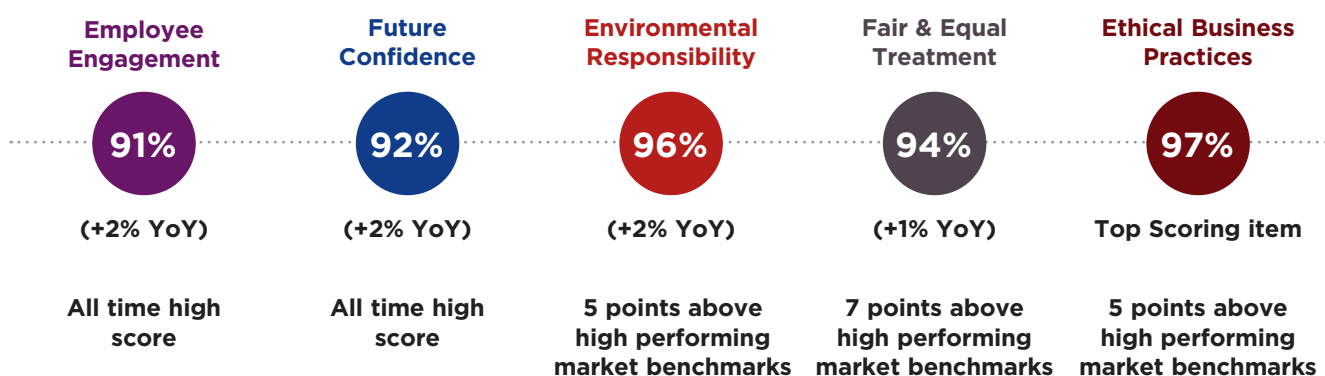 Employee
Engagement
91%
(+2% YoY)
All time high
score
Future
Confidence
92%
(+2% YoY)
All time high
score
Environmental
Responsibility
96%
(+2% YoY)
5 points above
high performing
market benchmarks
Fair & Equal
Treatment
94%
(+1% YoY)
7 points above
high performing
market benchmarks
Ethical Business
Practices
97%
Top Scoring item
5 points above
high performing
market benchmarks